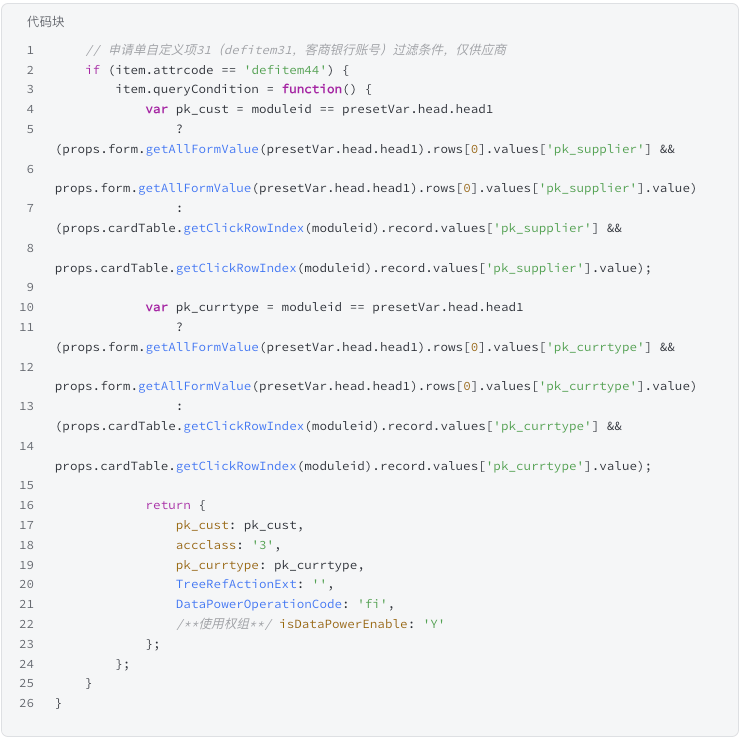 代码块
1 // 申请单自定义项31（defitem31，客商银行账号）过滤条件，仅供应商
2 if (item.attrcode == 'defitem44') {
3 item.queryCondition = function() {
4 var pk_cust = moduleid == presetVar.head.head1
5 ?
(props.form.getAllFormValue(presetVar.head.head1).rows[0].values['pk_supplier'] &&
6
props.form.getAllFormValue(presetVar.head.head1).rows[0].values['pk_supplier'].value)
7 :
(props.cardTable.getClickRowIndex(moduleid).record.values['pk_supplier'] &&
8
props.cardTable.getClickRowIndex(moduleid).record.values['pk_supplier'].value);
9
10 var pk_currtype = moduleid == presetVar.head.head1
11 ?
(props.form.getAllFormValue(presetVar.head.head1).rows[0].values['pk_currtype'] &&
12
props.form.getAllFormValue(presetVar.head.head1).rows[0].values['pk_currtype'].value)
13 :
(props.cardTable.getClickRowIndex(moduleid).record.values['pk_currtype'] &&
14
props.cardTable.getClickRowIndex(moduleid).record.values['pk_currtype'].value);
15
16 return {
17 pk_cust: pk_cust,
18 accclass: '3',
19 pk_currtype: pk_currtype,
20 TreeRefActionExt: '',
21 DataPowerOperationCode: 'fi',
22 /**使用权组**/ isDataPowerEnable: 'Y'
23 };
24 };
25 }
26 }